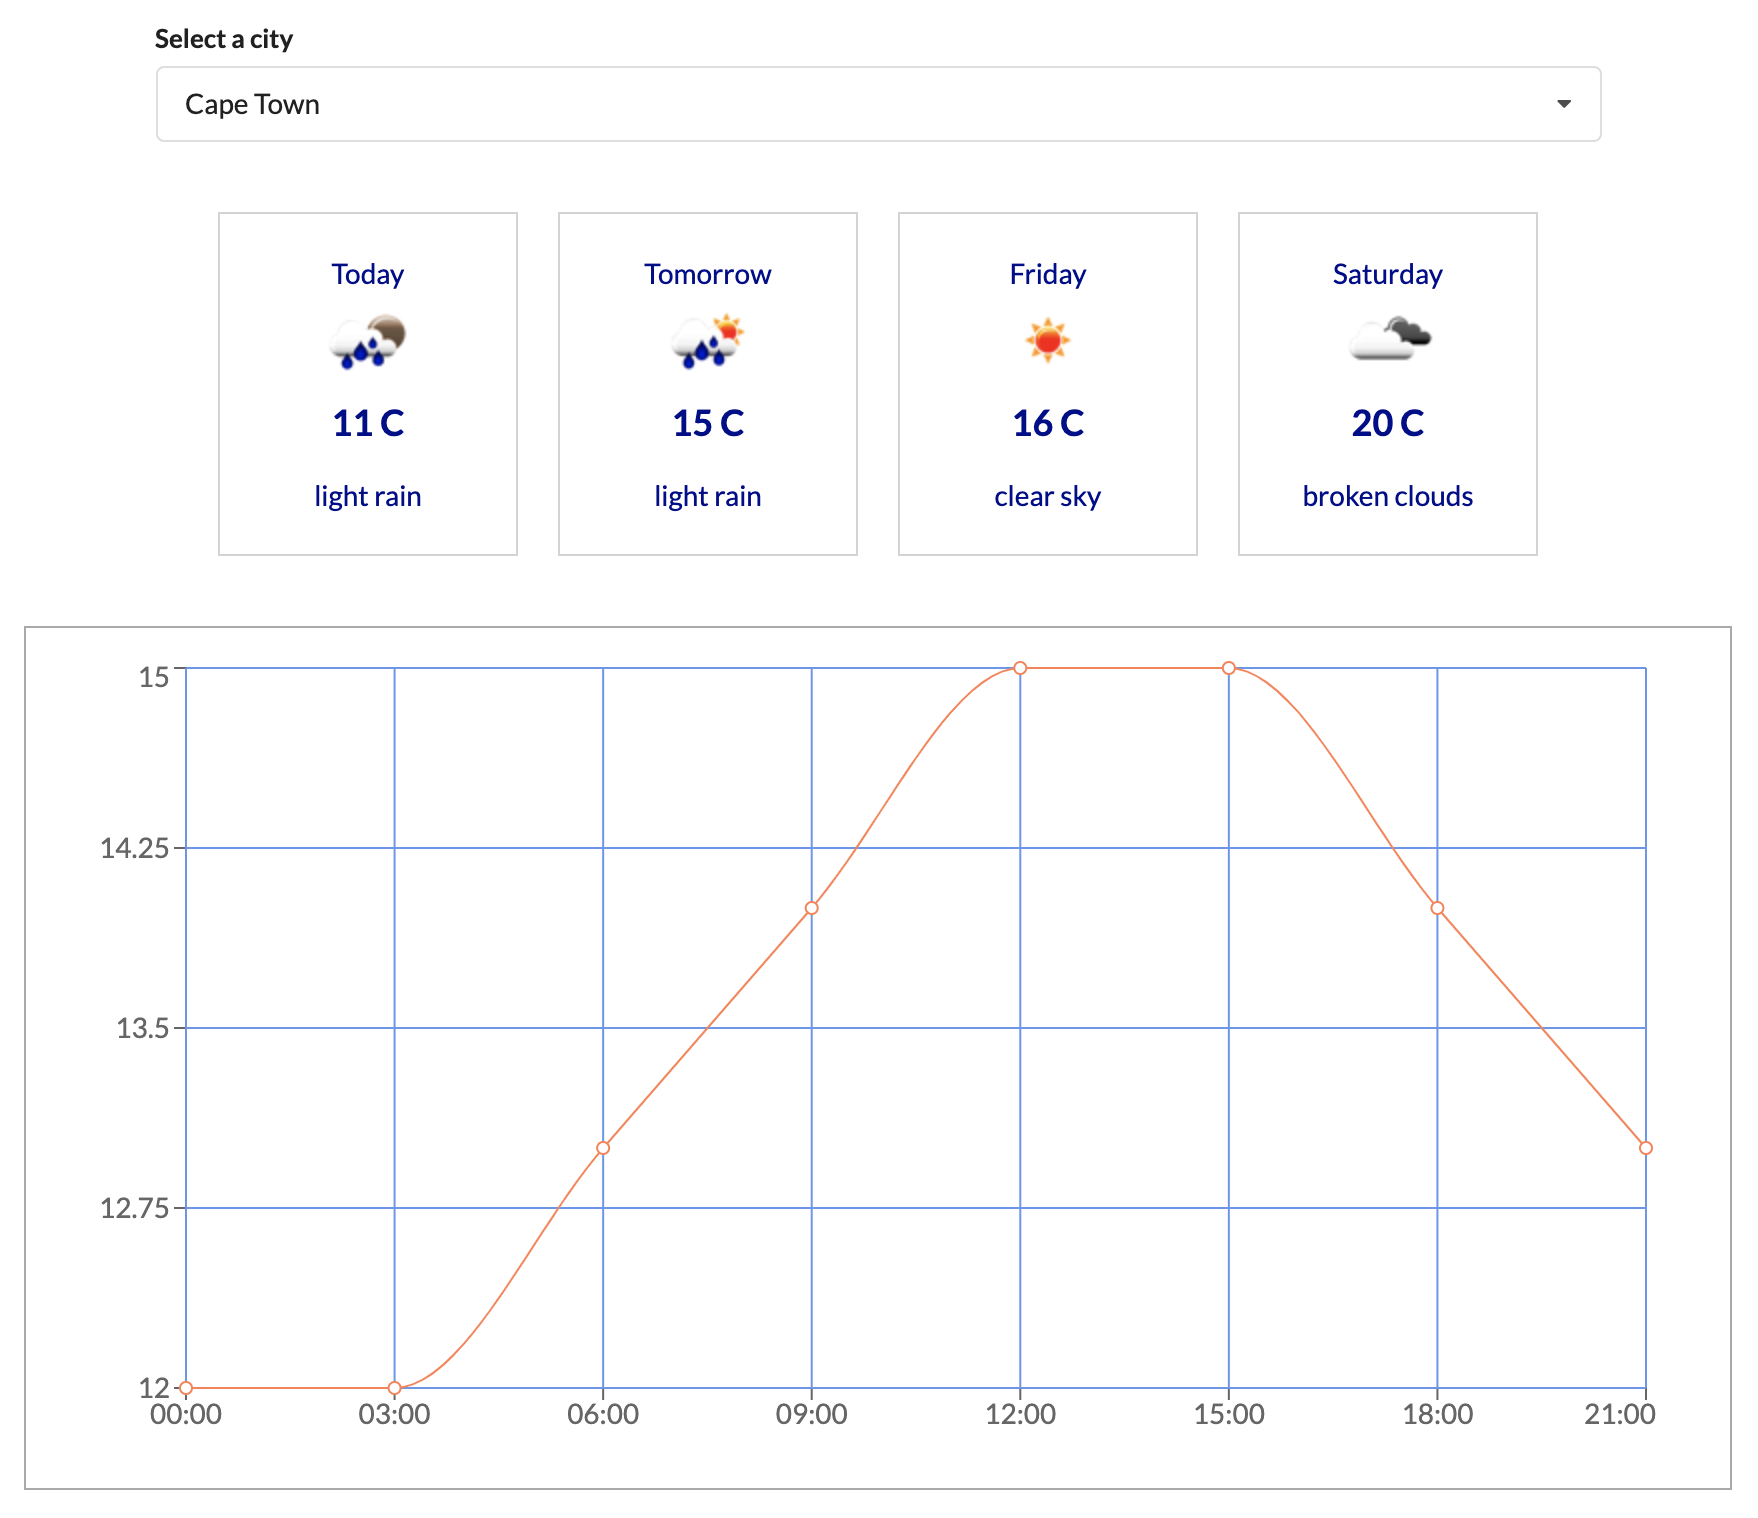 Select a city
Cape Town
Today Tomorrow Friday Saturday
11 C 15 C 16 C 20 C
light rain light rain clear sky broken clouds
15
14.25
13.5
12.75
12
00:00 03:00 06:00 09:00 12:00 15:00 18:00 21:00